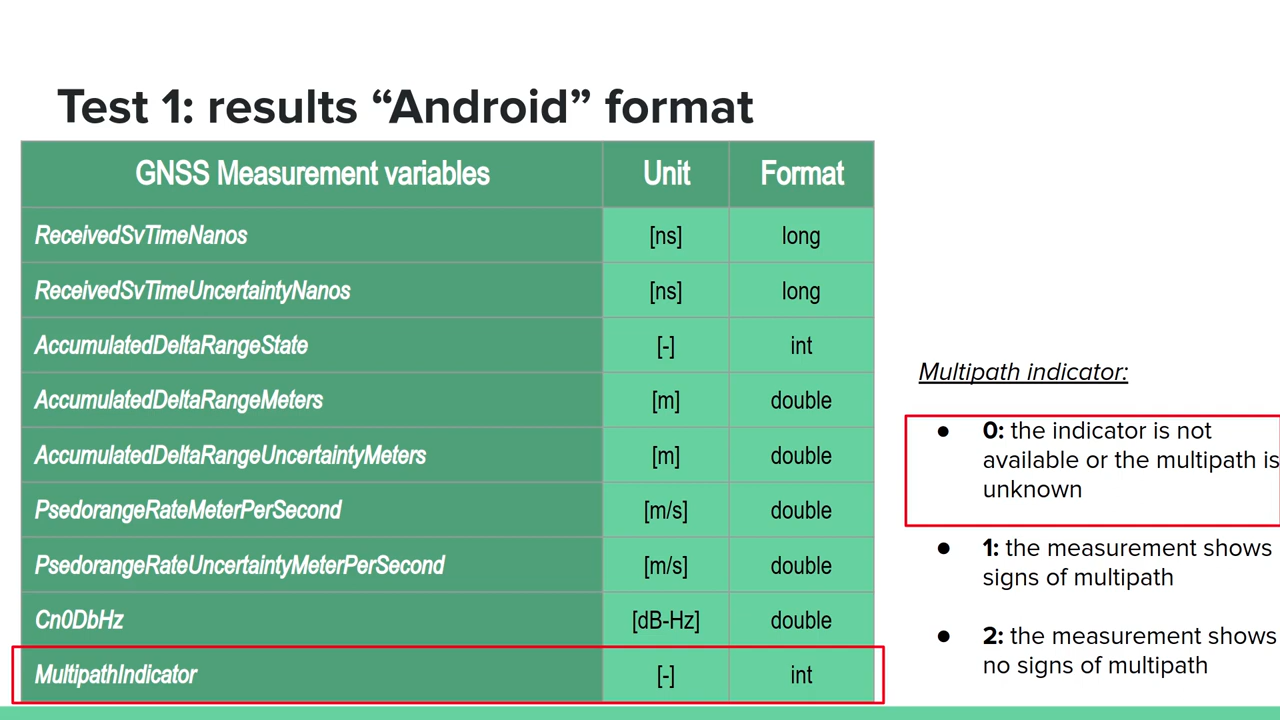 Test 1: results “Android” format
GNSS Measurement variables Unit Format
ReceivedSvTimeNanos [ns] long
ReceivedSvTimeUncertaintyNanos [ns] long
AccumulatedDeltaRangeState [-] int
AccumulatedDeltaRangeMeters [m] double
AccumulatedDeltaRangeUncertaintyMeters [m] double
PsedorangeRateMeterPerSecond [m/s] double
PsedorangeRateUncertaintyMeterPerSecond [m/s] double
Cn0DbHz [dB-Hz] double
MultipathIndicator [-] int
Multipath indicator:
● 0: the indicator is not
available or the multipath is
unknown
● 1: the measurement shows
signs of multipath
● 2: the measurement shows
no signs of multipath